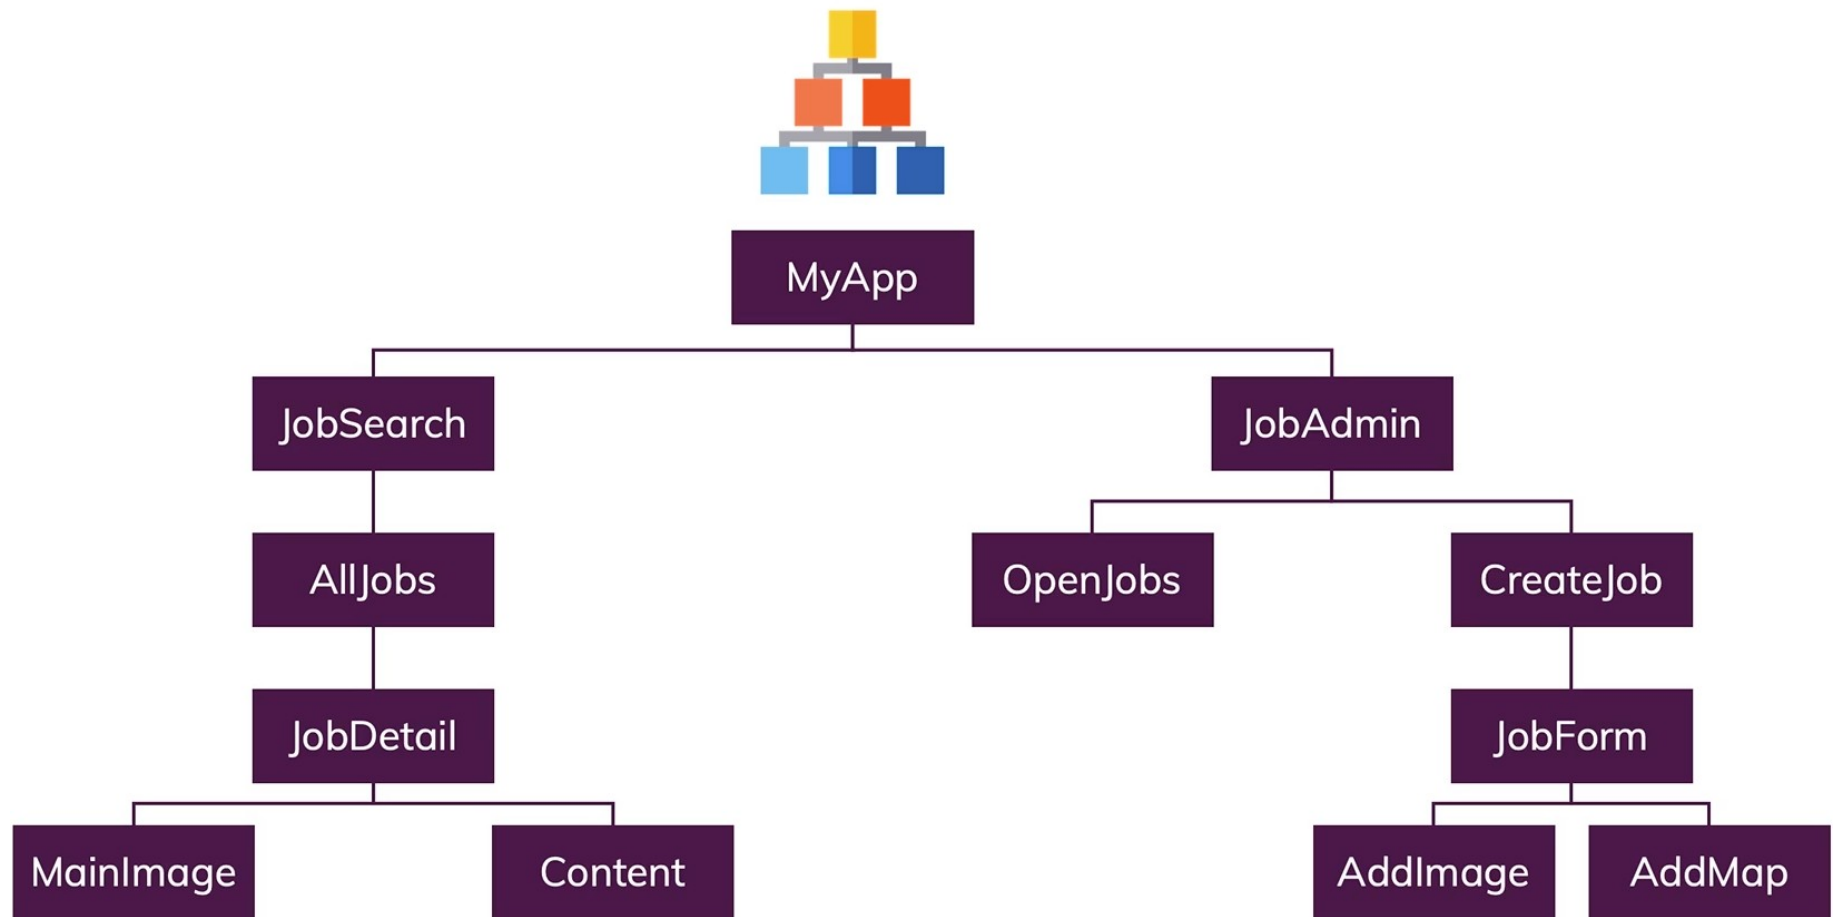 MyApp
JobSearch
JobAdmin
AllJobs
OpenJobs
CreateJob
JobDetail
JobForm
MainImage
Content
AddImage
AddMap